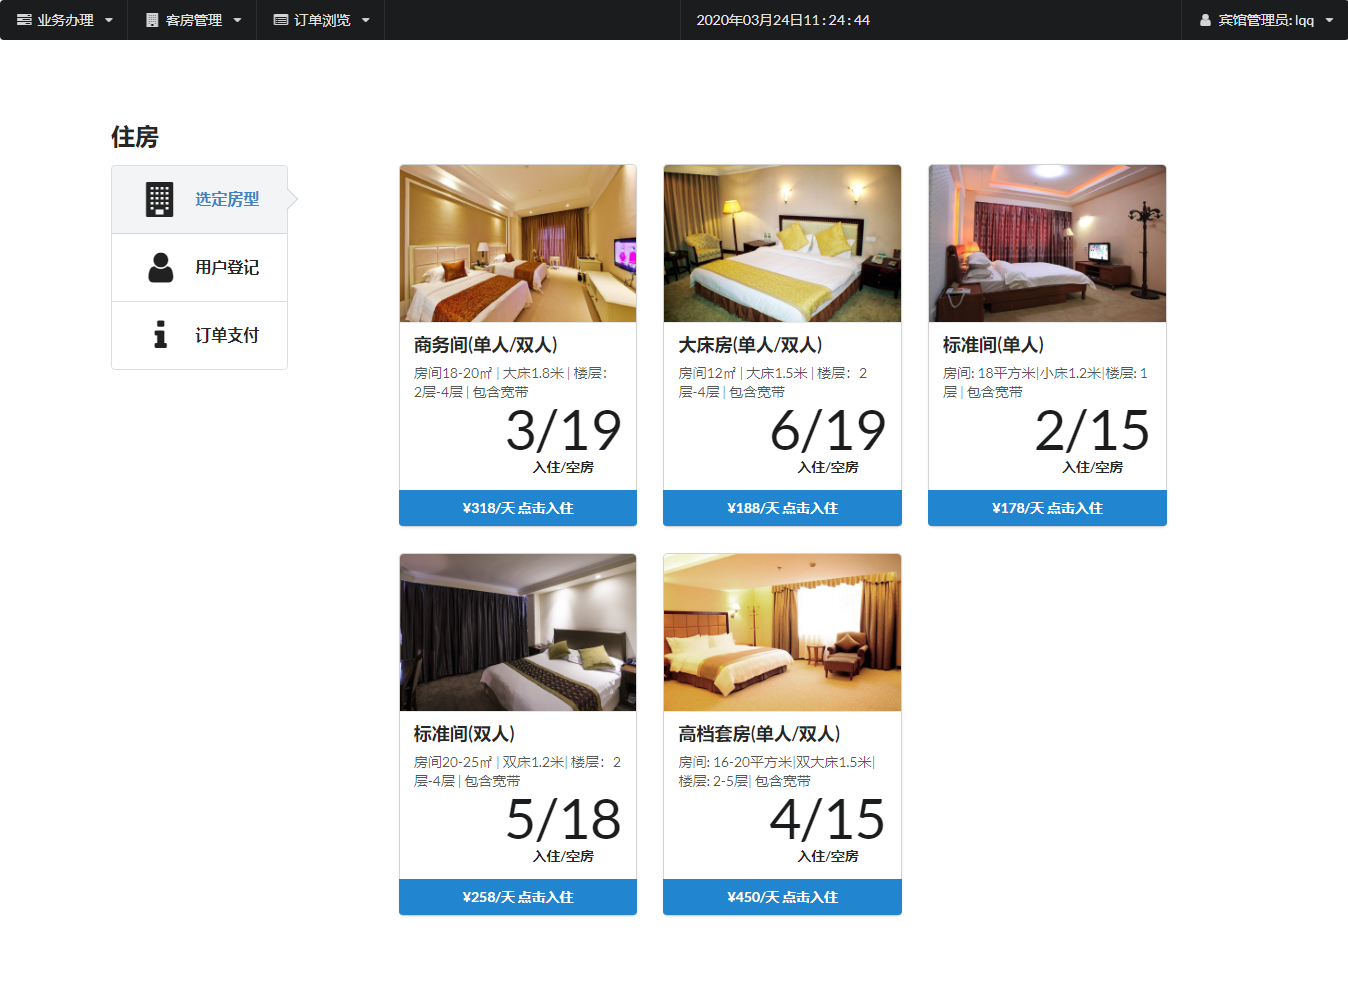 业务办理 客房管理 订单浏览 2020年03月24日11:24:44 宾馆管理员: lqq
住房
选定房型
用户登记
订单支付
商务间(单人/双人)
房间18-20㎡ | 大床1.8米 | 楼层：
2层-4层 | 包含宽带
3/19
入住/空房
¥318/天 点击入住
大床房(单人/双人)
房间12㎡ | 大床1.5米 | 楼层：2
层-4层 | 包含宽带
6/19
入住/空房
¥188/天 点击入住
标准间(单人)
房间: 18平方米|小床1.2米|楼层: 1
层 | 包含宽带
2/15
入住/空房
¥178/天 点击入住
标准间(双人)
房间20-25㎡ | 双床1.2米| 楼层：2
层-4层 | 包含宽带
5/18
入住/空房
¥258/天 点击入住
高档套房(单人/双人)
房间: 16-20平方米|双大床1.5米|
楼层: 2-5层| 包含宽带
4/15
入住/空房
¥450/天 点击入住